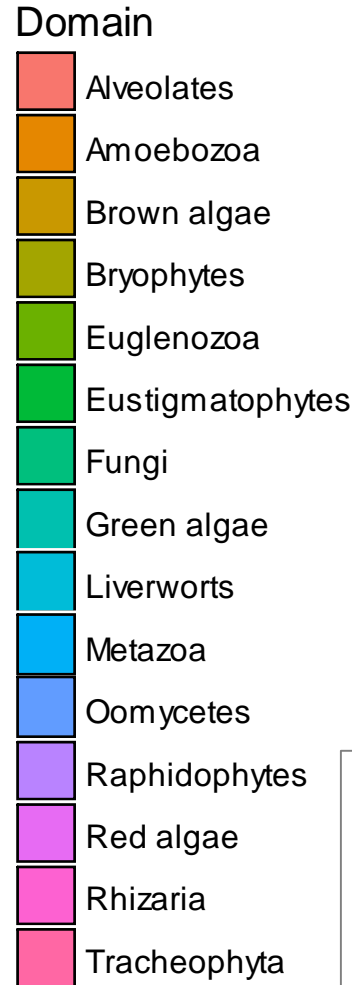 Domain
Alveolates
Amoebozoa
Brown algae
Bryophytes
Euglenozoa
Eustigmatophytes
Fungi
Green algae
Liverworts
Metazoa
Oomycetes
Raphidophytes
Red algae
Rhizaria
Tracheophyta